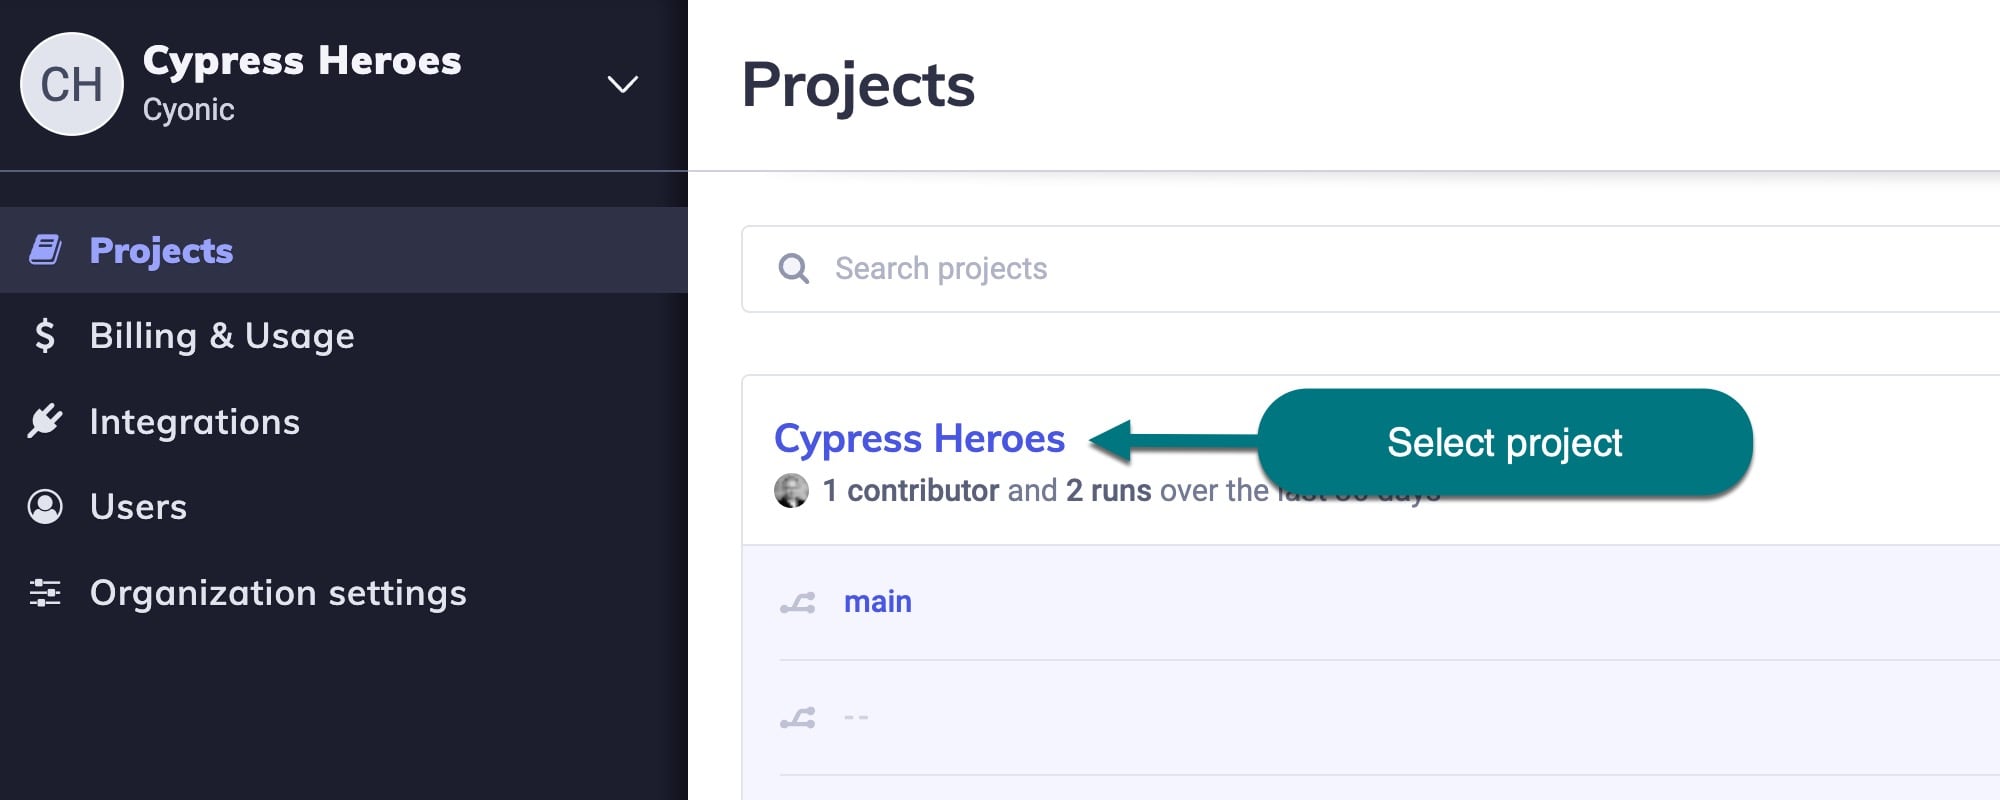 CH
Cypress Heroes
Cyonic
Projects
Billing & Usage
Integrations
Users
Organization settings
Projects
Search projects
Cypress Heroes
Select project
1 contributor and 2 runs over the
main
--